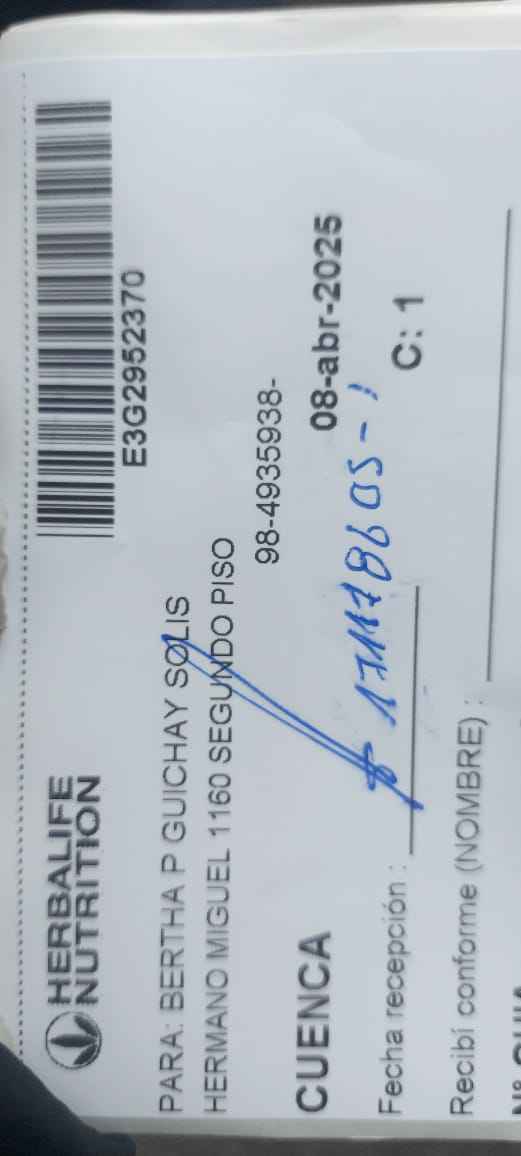 HERBALIFE
NUTRITION
E3G2952370
PARA: BERTHA P GUICHAY SOLIS
HERMANO MIGUEL 1160 SEGUNDO PISO
98-4935938-
CUENCA
08-abr-2025
Fecha recepción :
C: 1
Recibí conforme (NOMBRE) :